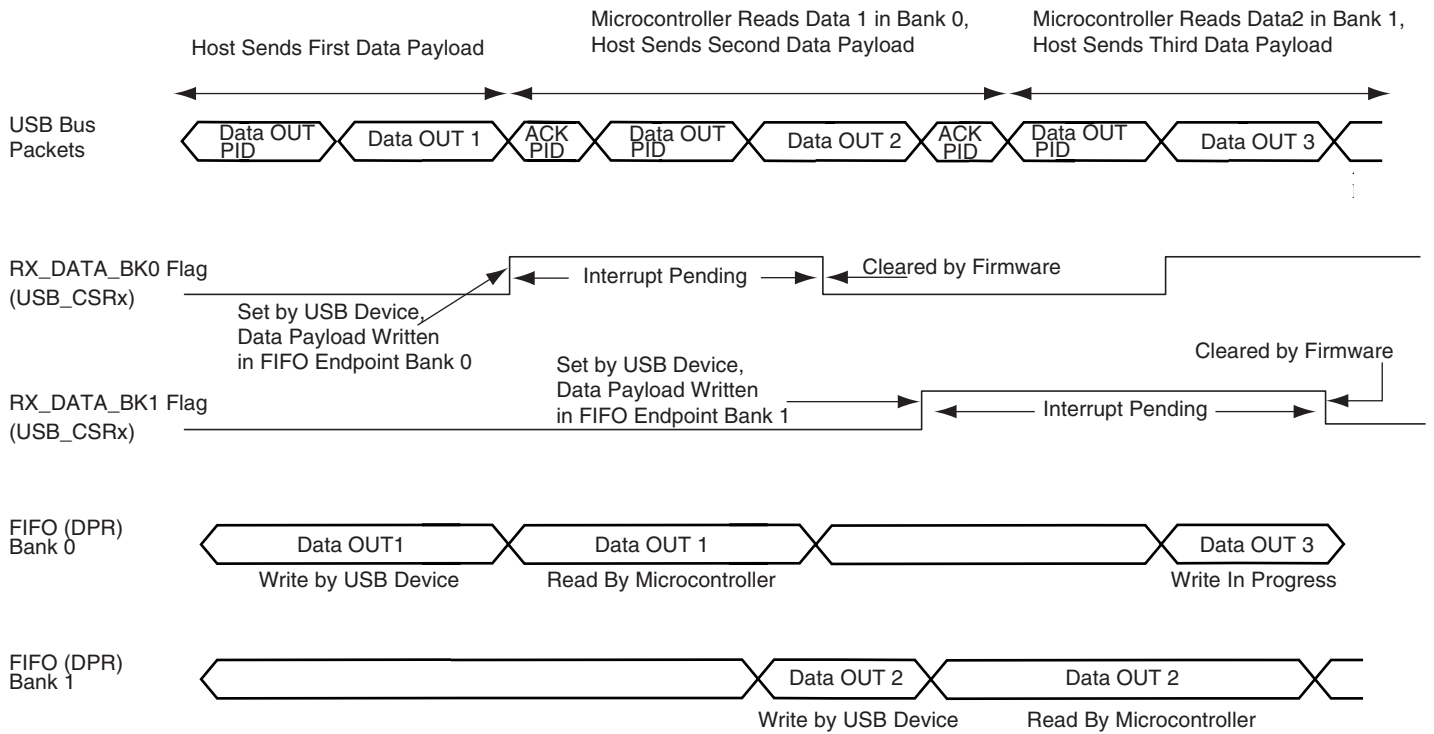 Host Sends First Data Payload
Microcontroller Reads Data 1 in Bank 0,
Host Sends Second Data Payload
Microcontroller Reads Data2 in Bank 1,
Host Sends Third Data Payload
USB Bus
Packets
Data OUT
PID
Data OUT 1
ACK
PID
Data OUT
PID
Data OUT 2
ACK
PID
Data OUT
PID
Data OUT 3
RX_DATA_BK0 Flag
(USB_CSRx)
Interrupt Pending
Cleared by Firmware
Set by USB Device,
Data Payload Written
in FIFO Endpoint Bank 0
RX_DATA_BK1 Flag
(USB_CSRx)
Set by USB Device,
Data Payload Written
in FIFO Endpoint Bank 1
Interrupt Pending
Cleared by Firmware
FIFO (DPR)
Bank 0
Data OUT1
Data OUT 1
Data OUT 3
Write by USB Device
Read By Microcontroller
Write In Progress
FIFO (DPR)
Bank 1
Data OUT 2
Data OUT 2
Write by USB Device
Read By Microcontroller